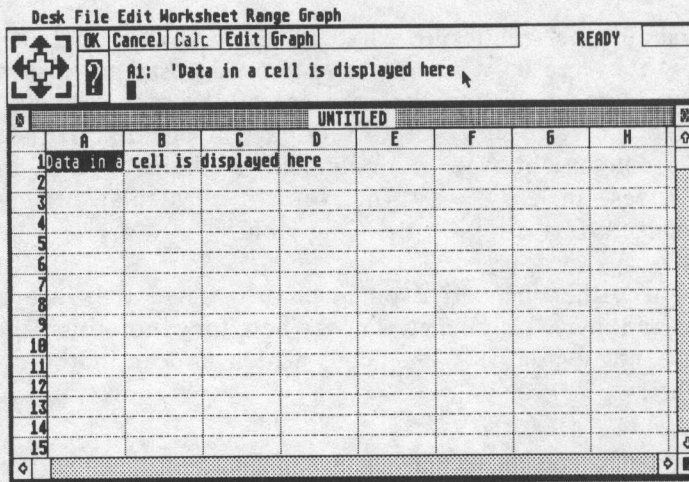 Desk File Edit Worksheet Range Graph
OK Cancel Calc Edit Graph READY
? A1: 'Data in a cell is displayed here
UNTITLED
A B C D E F G H
1 Data in a cell is displayed here
2
3
4
5
6
7
8
9
10
11
12
13
14
15